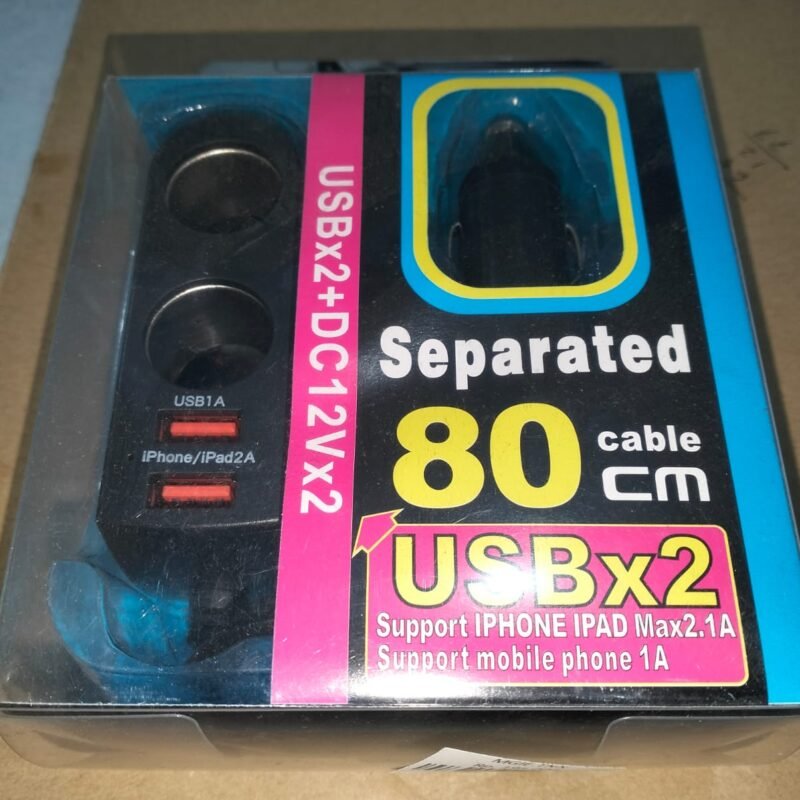 USB1A
iPhone/iPad2A
USBx2+DC12Vx2
Separated
80 cable cm
USBx2
Support IPHONE IPAD Max2.1A
Support mobile phone 1A